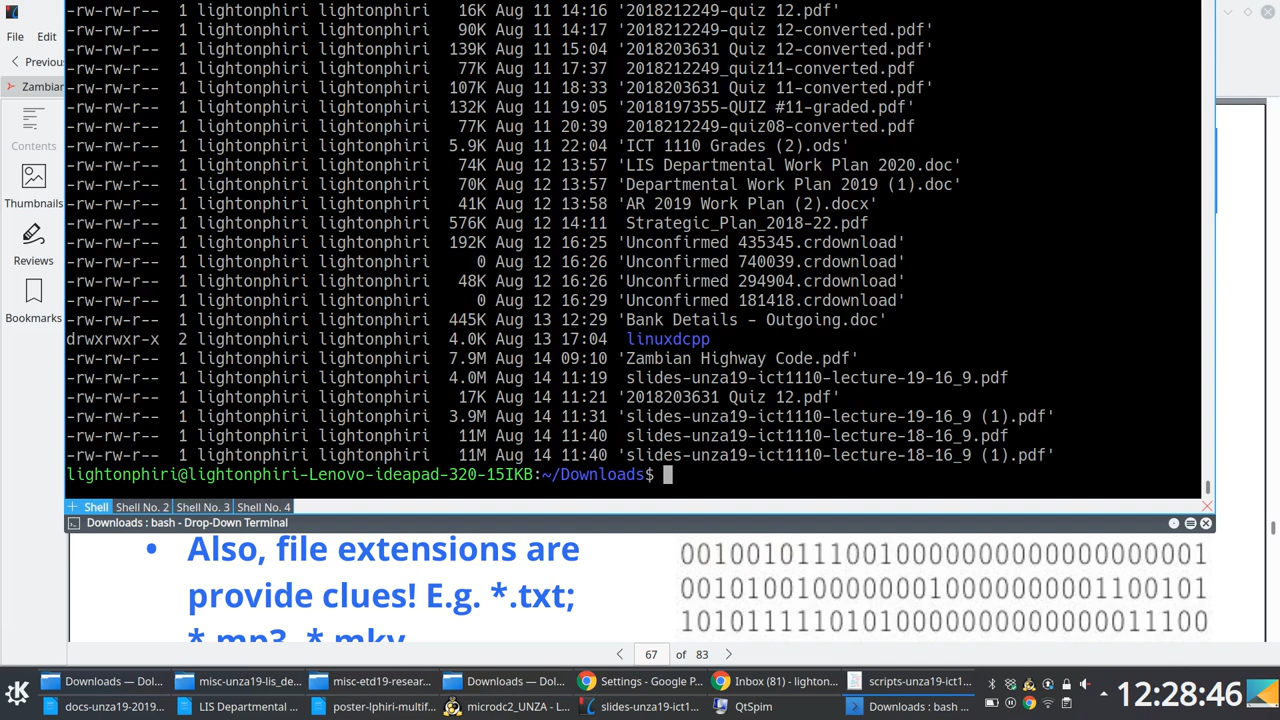 File Edit
Previous
Zambian
Contents
Thumbnails
Reviews
Bookmarks
-rw-rw-r-- 1 lightonphiri lightonphiri 16K Aug 11 14:16 '2018212249-quiz 12.pdf'
-rw-rw-r-- 1 lightonphiri lightonphiri 90K Aug 11 14:17 '2018212249-quiz 12-converted.pdf'
-rw-rw-r-- 1 lightonphiri lightonphiri 139K Aug 11 15:04 '2018203631 Quiz 12-converted.pdf'
-rw-rw-r-- 1 lightonphiri lightonphiri 77K Aug 11 17:37 2018212249_quiz11-converted.pdf
-rw-rw-r-- 1 lightonphiri lightonphiri 107K Aug 11 18:33 '2018203631 Quiz 11-converted.pdf'
-rw-rw-r-- 1 lightonphiri lightonphiri 132K Aug 11 19:05 '2018197355-QUIZ #11-graded.pdf'
-rw-rw-r-- 1 lightonphiri lightonphiri 77K Aug 11 20:39 2018212249-quiz08-converted.pdf
-rw-rw-r-- 1 lightonphiri lightonphiri 5.9K Aug 11 22:04 'ICT 1110 Grades (2).ods'
-rw-rw-r-- 1 lightonphiri lightonphiri 74K Aug 12 13:57 'LIS Departmental Work Plan 2020.doc'
-rw-rw-r-- 1 lightonphiri lightonphiri 70K Aug 12 13:57 'Departmental Work Plan 2019 (1).doc'
-rw-rw-r-- 1 lightonphiri lightonphiri 41K Aug 12 13:58 'AR 2019 Work Plan (2).docx'
-rw-rw-r-- 1 lightonphiri lightonphiri 576K Aug 12 14:11 Strategic_Plan_2018-22.pdf
-rw-rw-r-- 1 lightonphiri lightonphiri 192K Aug 12 16:25 'Unconfirmed 435345.crdownload'
-rw-rw-r-- 1 lightonphiri lightonphiri 0 Aug 12 16:26 'Unconfirmed 740039.crdownload'
-rw-rw-r-- 1 lightonphiri lightonphiri 48K Aug 12 16:26 'Unconfirmed 294904.crdownload'
-rw-rw-r-- 1 lightonphiri lightonphiri 0 Aug 12 16:29 'Unconfirmed 181418.crdownload'
-rw-rw-r-- 1 lightonphiri lightonphiri 445K Aug 13 12:29 'Bank Details - Outgoing.doc'
drwxrwxr-x 2 lightonphiri lightonphiri 4.0K Aug 13 17:04 linuxdcpp
-rw-rw-r-- 1 lightonphiri lightonphiri 7.9M Aug 14 09:10 'Zambian Highway Code.pdf'
-rw-rw-r-- 1 lightonphiri lightonphiri 4.0M Aug 14 11:19 slides-unza19-ict1110-lecture-19-16_9.pdf
-rw-rw-r-- 1 lightonphiri lightonphiri 17K Aug 14 11:21 '2018203631 Quiz 12.pdf'
-rw-rw-r-- 1 lightonphiri lightonphiri 3.9M Aug 14 11:31 'slides-unza19-ict1110-lecture-19-16_9 (1).pdf'
-rw-rw-r-- 1 lightonphiri lightonphiri 11M Aug 14 11:40 slides-unza19-ict1110-lecture-18-16_9.pdf
-rw-rw-r-- 1 lightonphiri lightonphiri 11M Aug 14 11:40 'slides-unza19-ict1110-lecture-18-16_9 (1).pdf'
lightonphiri@lightonphiri-Lenovo-ideapad-320-15IKB:~/Downloads$
Shell Shell No. 2 Shell No. 3 Shell No. 4
Downloads : bash - Drop-Down Terminal
• Also, file extensions are
provide clues! E.g. *.txt;
*.mp3, *.mkv
001001011100100000000000000000001
001010010000000010000000001100101
101011111010100000000000000011100
67 of 83
Downloads — Dol... misc-unza19-lis_de... misc-etd19-resear... Downloads — Dol... Settings - Google P... Inbox (81) - lighton... scripts-unza19-ict1...
docs-unza19-2019... LIS Departmental ... poster-lphiri-multif... microdc2_UNZA — L... slides-unza19-ict1... QtSpim Downloads : bash ...
12:28:46